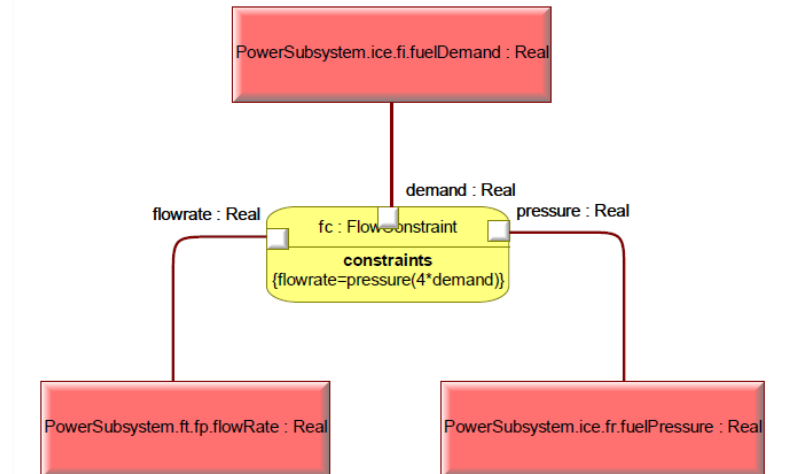 PowerSubsystem.ice.fi.fuelDemand : Real
demand : Real
flowrate : Real
pressure : Real
fc : FlowConstraint
constraints
{flowrate=pressure(4*demand)}
PowerSubsystem.ft.fp.flowRate : Real
PowerSubsystem.ice.fr.fuelPressure : Real